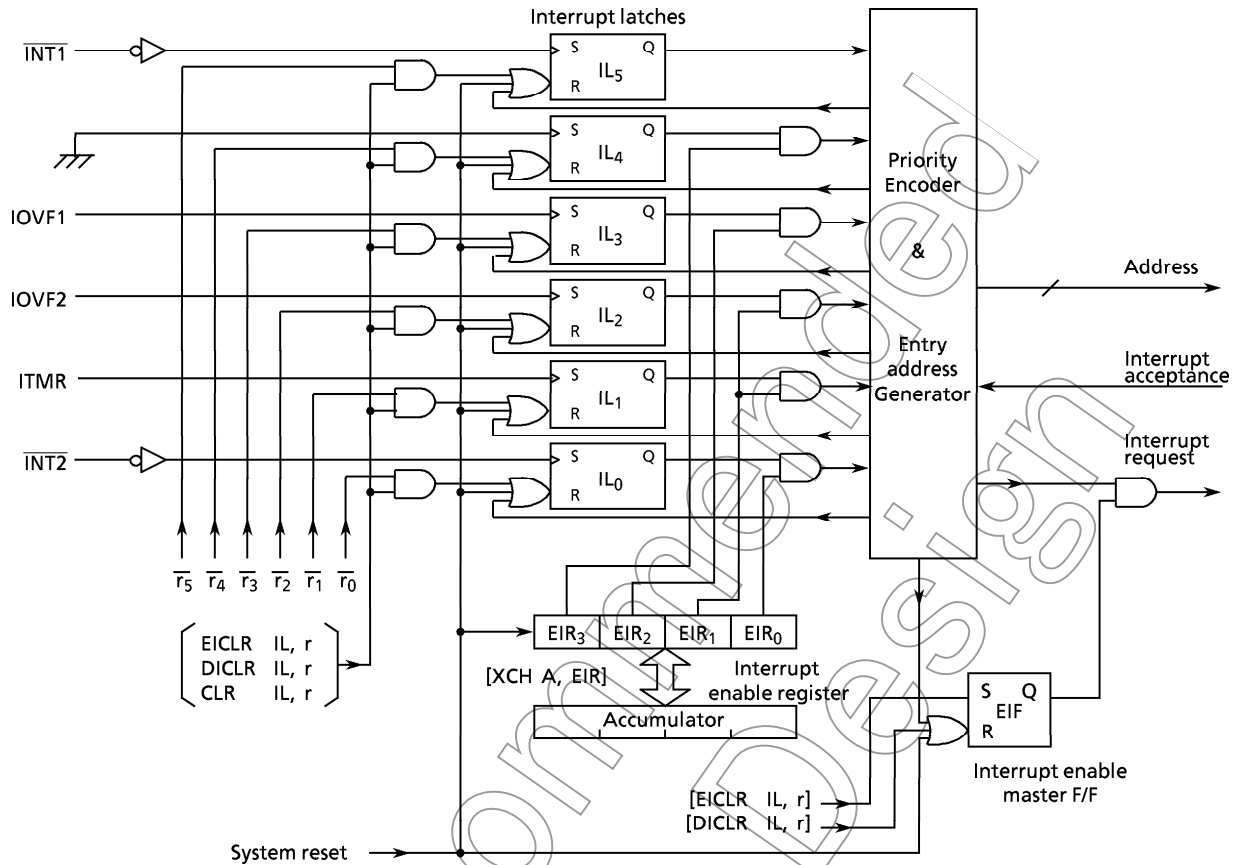 Interrupt latches
INT1
S Q
IL5
R
S Q
IL4
R
Priority
Encoder
&
Entry
address
Generator
IOVF1
S Q
IL3
R
IOVF2
S Q
IL2
R
ITMR
S Q
IL1
R
INT2
S Q
IL0
R
Address
Interrupt
acceptance
Interrupt
request
r5 r4 r3 r2 r1 r0
EICLR IL, r
DICLR IL, r
CLR IL, r
EIR3 EIR2 EIR1 EIR0
[XCH A, EIR]
Interrupt
enable register
Accumulator
S Q
EIF
R
Interrupt enable
master F/F
[EICLR IL, r]
[DICLR IL, r]
System reset
ommended
Design